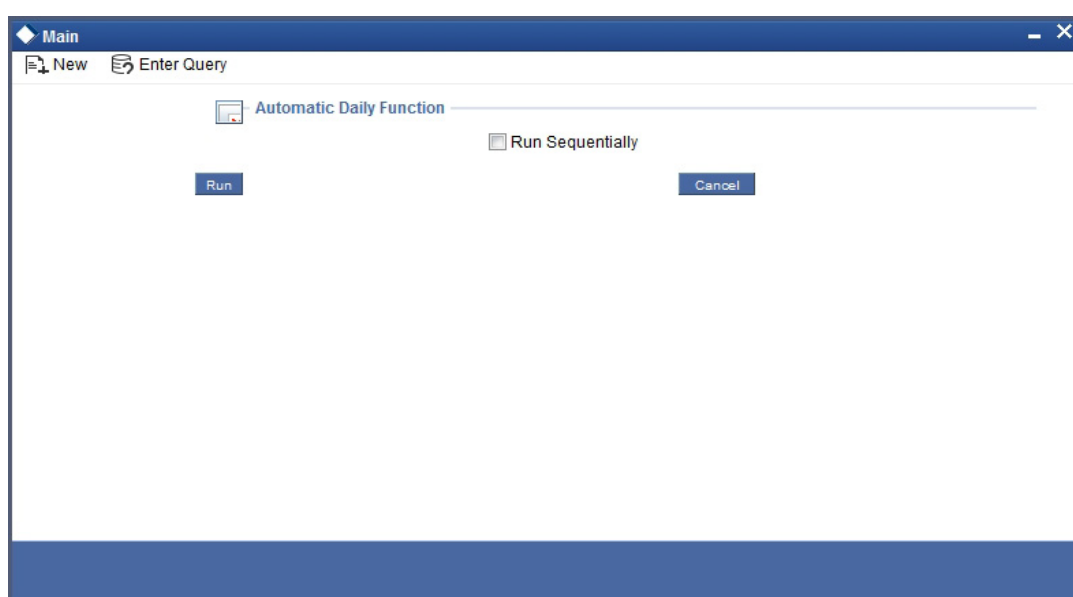 Main
New Enter Query
Automatic Daily Function
Run Sequentially
Run Cancel